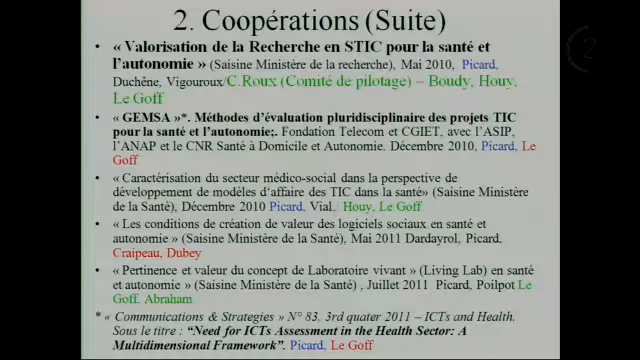 2. Coopérations (Suite)
• « Valorisation de la Recherche en STIC pour la santé et
l'autonomie » (Saisine Ministère de la recherche), Mai 2010, Picard,
Duchêne, Vigouroux/C.Roux (Comité de pilotage) – Boudy, Houy,
Le Goff
• « GEMSA »*. Méthodes d'évaluation pluridisciplinaire des projets TIC
pour la santé et l'autonomie;. Fondation Telecom et CGIET, avec l'ASIP,
l'ANAP et le CNR Santé à Domicile et Autonomie. Décembre 2010, Picard, Le
Goff
• « Caractérisation du secteur médico-social dans la perspective de
développement de modèles d'affaire des TIC dans la santé» (Saisine Ministère
de la Santé), Décembre 2010 Picard, Vial./ Houy, Le Goff
• « Les conditions de création de valeur des logiciels sociaux en santé et
autonomie » (Saisine Ministère de la Santé), Mai 2011 Dardayrol, Picard,
Craipeau, Dubey
• « Pertinence et valeur du concept de Laboratoire vivant » (Living Lab) en santé
et autonomie » (Saisine Ministère de la Santé) , Juillet 2011 Picard, Poilpot Le
Goff. Abraham
* « Communications & Strategies » N° 83, 3rd quater 2011 – ICTs and Health.
Sous le titre : "Need for ICTs Assessment in the Health Sector: A
Multidimensional Framework". Picard, Le Goff
2